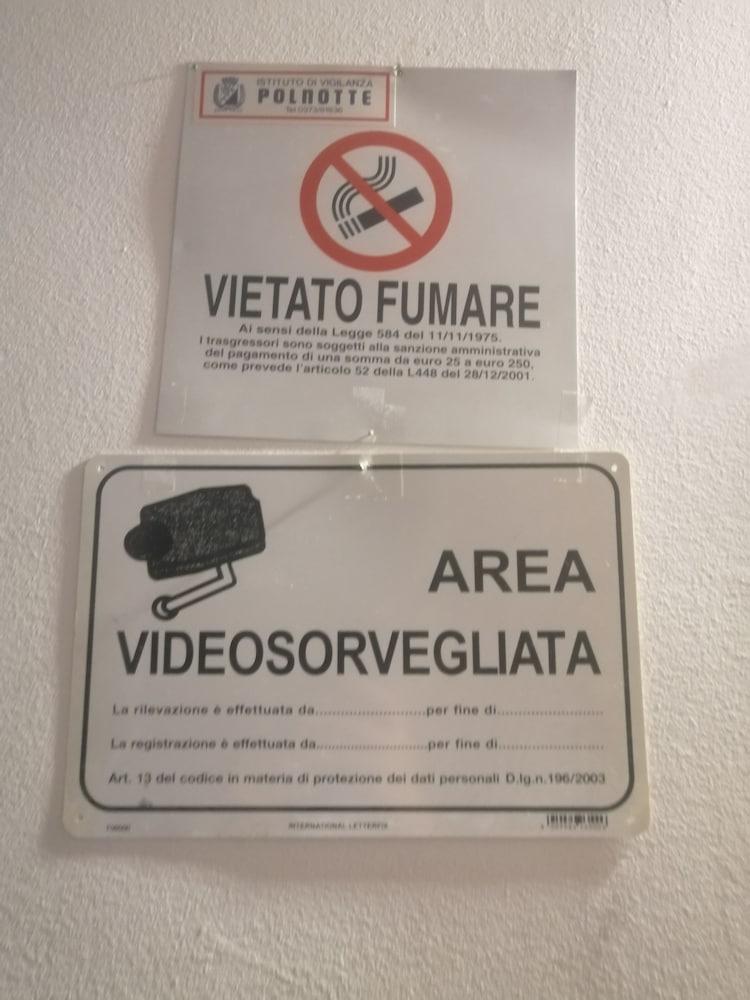 ISTITUTO DI VIGILANZA
POLNOTTE
VIETATO FUMARE
Ai sensi della Legge 584 del 11/11/1975.
I trasgressori sono soggetti alla sanzione amministrativa
del pagamento di una somma da euro 25 a euro 250,
come prevede l'articolo 52 della L448 del 28/12/2001.
AREA
VIDEOSORVEGLIATA
La rilevazione è effettuata da..............................per fine di.............................
La registrazione è effettuata da..............................per fine di.............................
Art. 13 del codice in materia di protezione dei dati personali D.lg.n.196/2003
INTERNATIONAL LETTERFIX